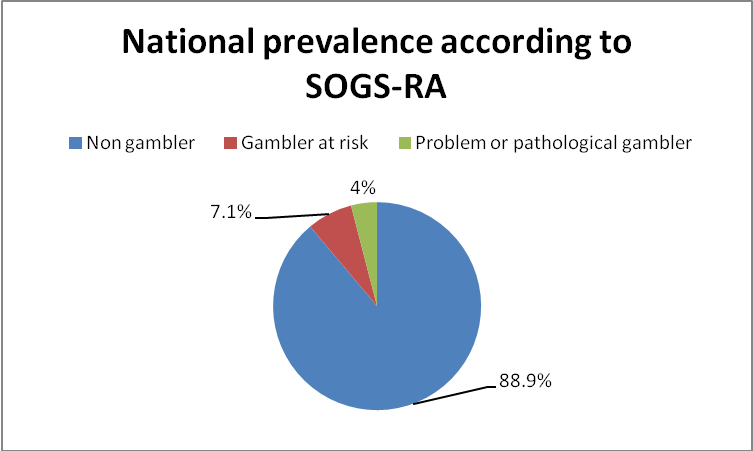 National prevalence according to
SOGS-RA
Non gambler Gambler at risk Problem or pathological gambler
4%
7.1%
88.9%